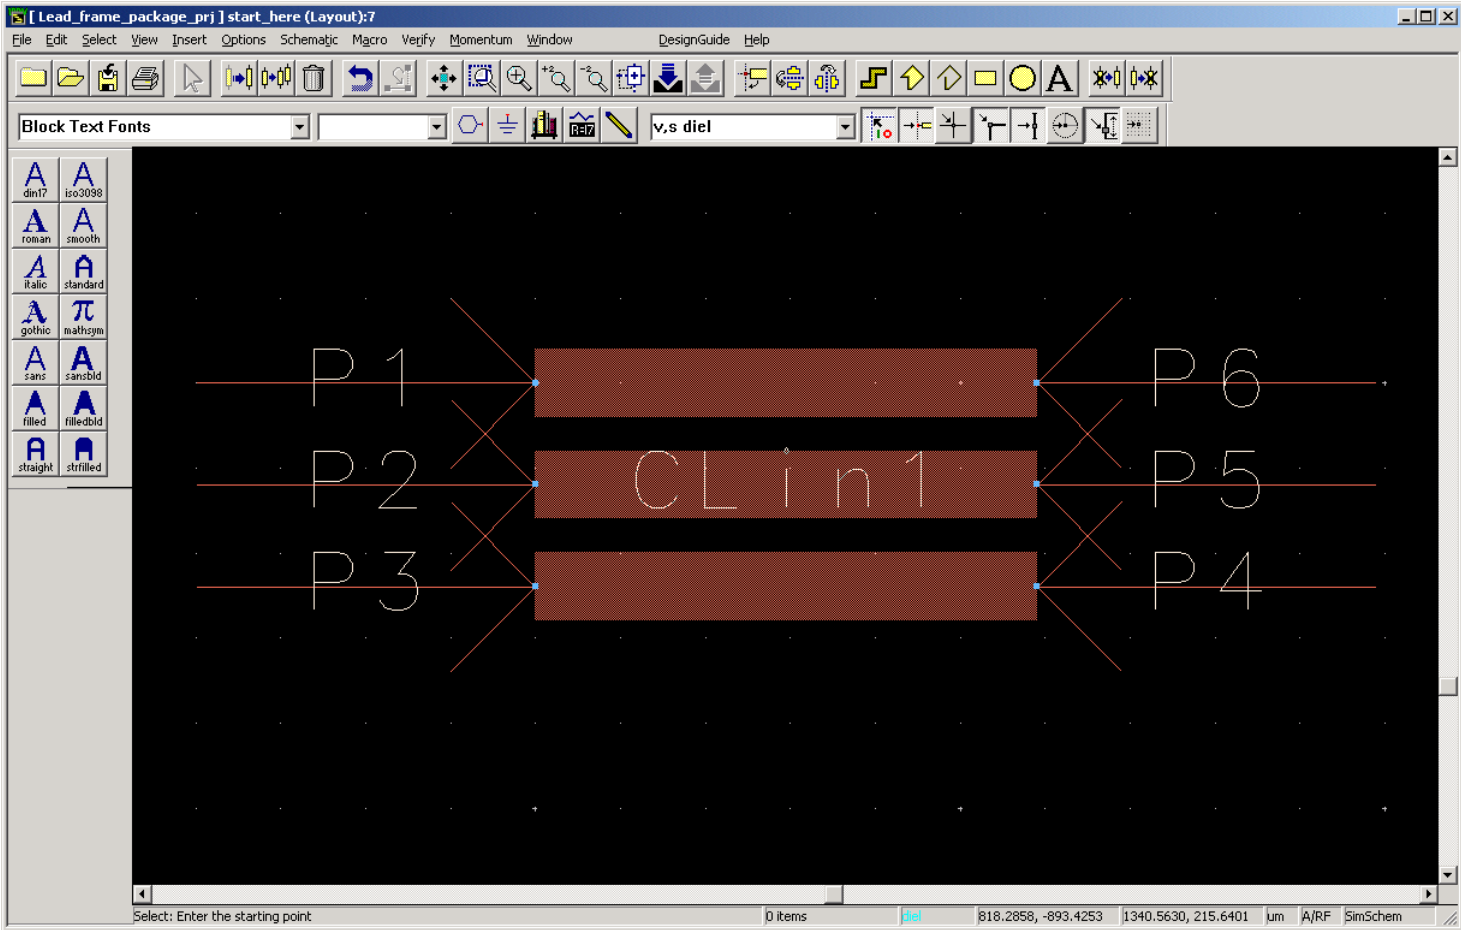 [ Lead_frame_package_prj ] start_here (Layout):7
File Edit Select View Insert Options Schematic Macro Verify Momentum Window DesignGuide Help
+2 -2 A
Block Text Fonts
R=17
v,s diel
A din17
A iso3098
A roman
A smooth
A italic
A standard
A gothic
π mathsym
A sans
A sansbld
A filled
A filledbld
A straight
A strfilled
P1 P6
P2 CLin1 P5
P3 P4
Select: Enter the starting point 0 items diel 818.2858, -893.4253 1340.5630, 215.6401 um A/RF SimSchem